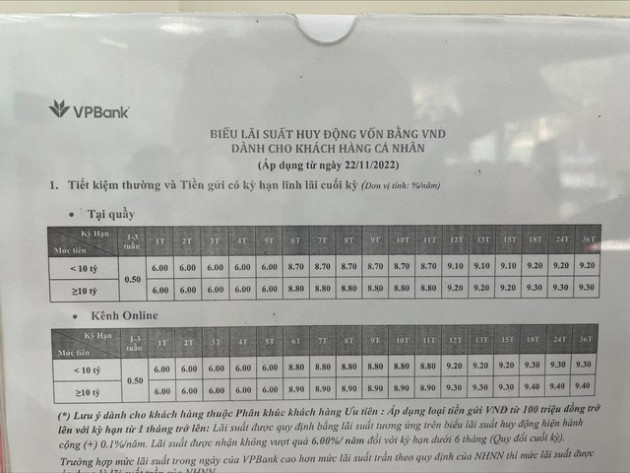 VPBank
BIỂU LÃI SUẤT HUY ĐỘNG VỐN BẰNG VND
DÀNH CHO KHÁCH HÀNG CÁ NHÂN
(Áp dụng từ ngày 22/11/2022)
1. Tiết kiệm thường và Tiền gửi có kỳ hạn lĩnh lãi cuối kỳ (Đơn vị tính: %/năm)
• Tại quầy
Kỳ Hạn 1-3 tuần 1T 2T 3T 4T 5T 6T 7T 8T 9T 10T 11T 12T 13T 15T 18T 24T 36T
Mức tiền
< 10 tỷ 0.50 6.00 6.00 6.00 6.00 6.00 8.70 8.70 8.70 8.70 8.70 8.70 9.10 9.10 9.10 9.20 9.20 9.20
≥10 tỷ 6.00 6.00 6.00 6.00 6.00 8.80 8.80 8.80 8.80 8.80 8.80 9.20 9.20 9.20 9.30 9.30 9.30
• Kênh Online
Kỳ Hạn 1-3 tuần 1T 2T 3T 4T 5T 6T 7T 8T 9T 10T 11T 12T 13T 15T 18T 24T 36T
Mức tiền
< 10 tỷ 0.50 6.00 6.00 6.00 6.00 6.00 8.80 8.80 8.80 8.80 8.80 8.80 9.20 9.20 9.20 9.30 9.30 9.30
≥10 tỷ 6.00 6.00 6.00 6.00 6.00 8.90 8.90 8.90 8.90 8.90 8.90 9.30 9.30 9.30 9.40 9.40 9.40
(*) Lưu ý dành cho khách hàng thuộc Phân khúc khách hàng Ưu tiên : Áp dụng loại tiền gửi VND từ 100 triệu đồng trở
lên với kỳ hạn từ 1 tháng trở lên: Lãi suất được quy định bằng lãi suất tương ứng trên biểu lãi suất huy động hiện hành
cộng (+) 0.1%/năm. Lãi suất được nhận không vượt quá 6,00%/ năm đối với kỳ hạn dưới 6 tháng (Quy đổi cuối kỳ).
Trường hợp mức lãi suất trong ngày của VPBank cao hơn mức lãi suất trần theo quy định của NHNN thì mức lãi suất được